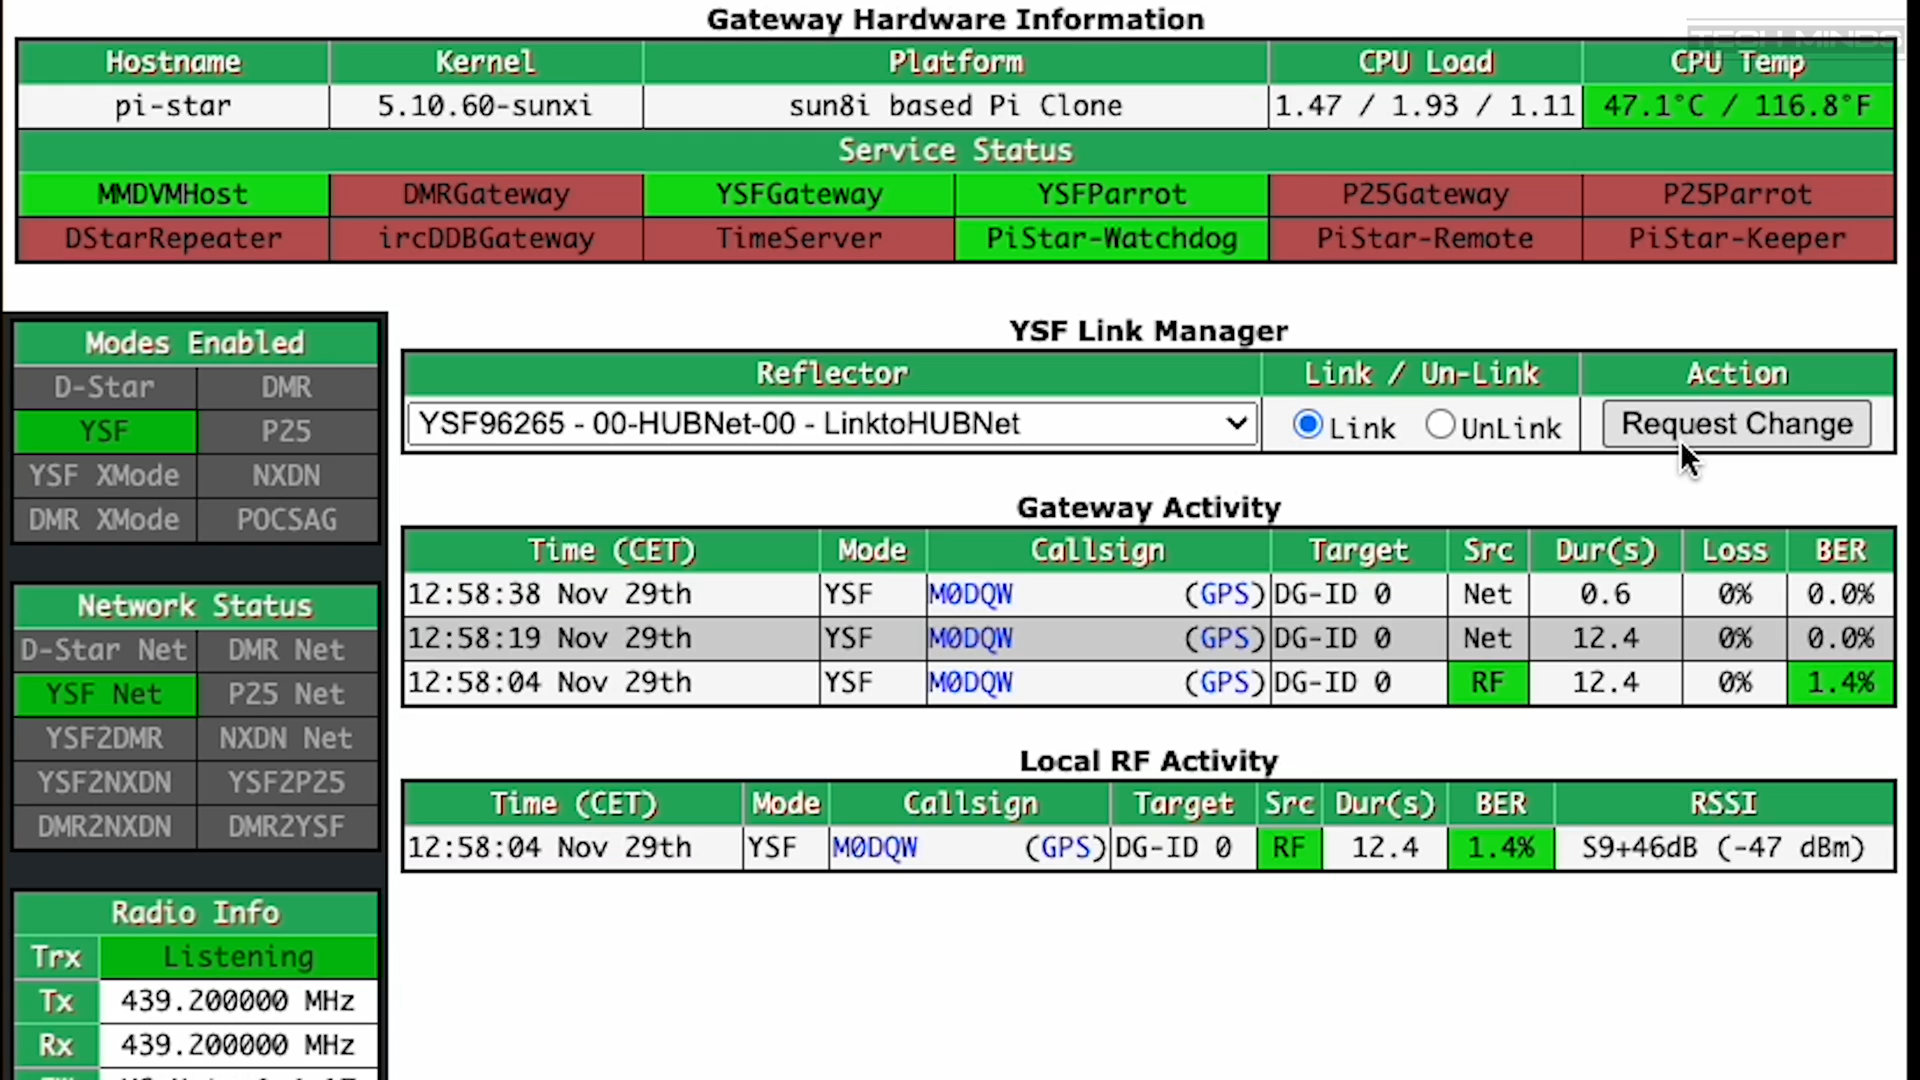 Gateway Hardware Information
TECH MINDS
Hostname Kernel Platform CPU Load CPU Temp
pi-star 5.10.60-sunxi sun8i based Pi Clone 1.47 / 1.93 / 1.11 47.1°C / 116.8°F
Service Status
MMDVMHost DMRGateway YSFGateway YSFParrot P25Gateway P25Parrot
DStarRepeater ircDDBGateway TimeServer PiStar-Watchdog PiStar-Remote PiStar-Keeper
Modes Enabled
D-Star DMR
YSF P25
YSF XMode NXDN
DMR XMode POCSAG
Network Status
D-Star Net DMR Net
YSF Net P25 Net
YSF2DMR NXDN Net
YSF2NXDN YSF2P25
DMR2NXDN DMR2YSF
Radio Info
Trx Listening
Tx 439.200000 MHz
Rx 439.200000 MHz
YSF Link Manager
Reflector Link / Un-Link Action
YSF96265 - 00-HUBNet-00 - LinktoHUBNet Link UnLink Request Change
Gateway Activity
Time (CET) Mode Callsign Target Src Dur(s) Loss BER
12:58:38 Nov 29th YSF M0DQW (GPS) DG-ID 0 Net 0.6 0% 0.0%
12:58:19 Nov 29th YSF M0DQW (GPS) DG-ID 0 Net 12.4 0% 0.0%
12:58:04 Nov 29th YSF M0DQW (GPS) DG-ID 0 RF 12.4 0% 1.4%
Local RF Activity
Time (CET) Mode Callsign Target Src Dur(s) BER RSSI
12:58:04 Nov 29th YSF M0DQW (GPS) DG-ID 0 RF 12.4 1.4% S9+46dB (-47 dBm)